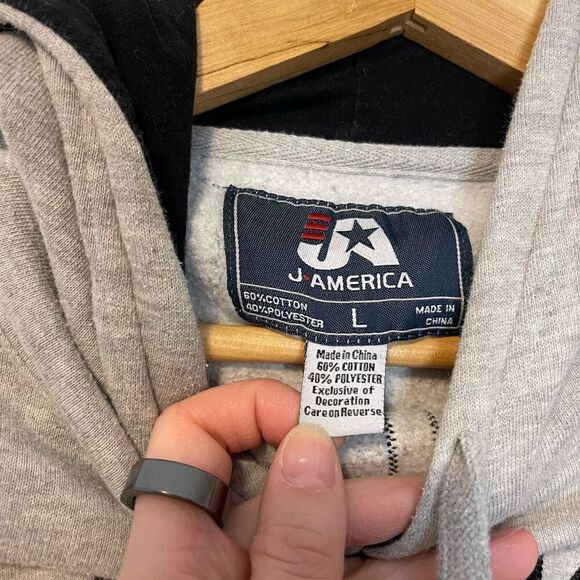 JA
J★AMERICA
60% COTTON
40% POLYESTER
L
MADE IN
CHINA
Made in China
60% COTTON
40% POLYESTER
Exclusive of
Decoration
Care on Reverse